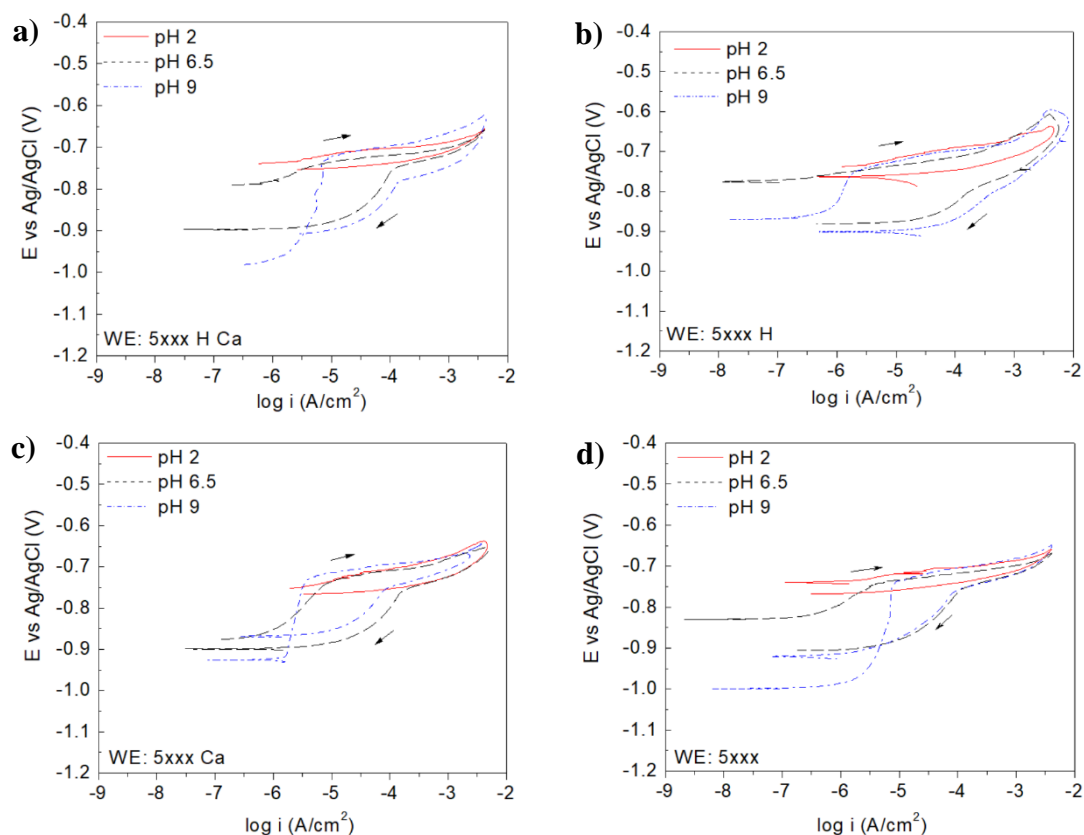 a)
-0.4
-0.5
-0.6
-0.7
-0.8
-0.9
-1.0
-1.1
-1.2
E vs Ag/AgCl (V)
pH 2
pH 6.5
pH 9
WE: 5xxx H Ca
-9 -8 -7 -6 -5 -4 -3 -2
log i (A/cm²)
b)
-0.4
-0.5
-0.6
-0.7
-0.8
-0.9
-1.0
-1.1
-1.2
E vs Ag/AgCl (V)
pH 2
pH 6.5
pH 9
WE: 5xxx H
-9 -8 -7 -6 -5 -4 -3 -2 -1
log i (A/cm²)
c)
-0.4
-0.5
-0.6
-0.7
-0.8
-0.9
-1.0
-1.1
-1.2
E vs Ag/AgCl (V)
pH 2
pH 6.5
pH 9
WE: 5xxx Ca
-9 -8 -7 -6 -5 -4 -3 -2
log i (A/cm²)
d)
-0.4
-0.5
-0.6
-0.7
-0.8
-0.9
-1.0
-1.1
-1.2
E vs Ag/AgCl (V)
pH 2
pH 6.5
pH 9
WE: 5xxx
-9 -8 -7 -6 -5 -4 -3 -2 -1
log i (A/cm²)